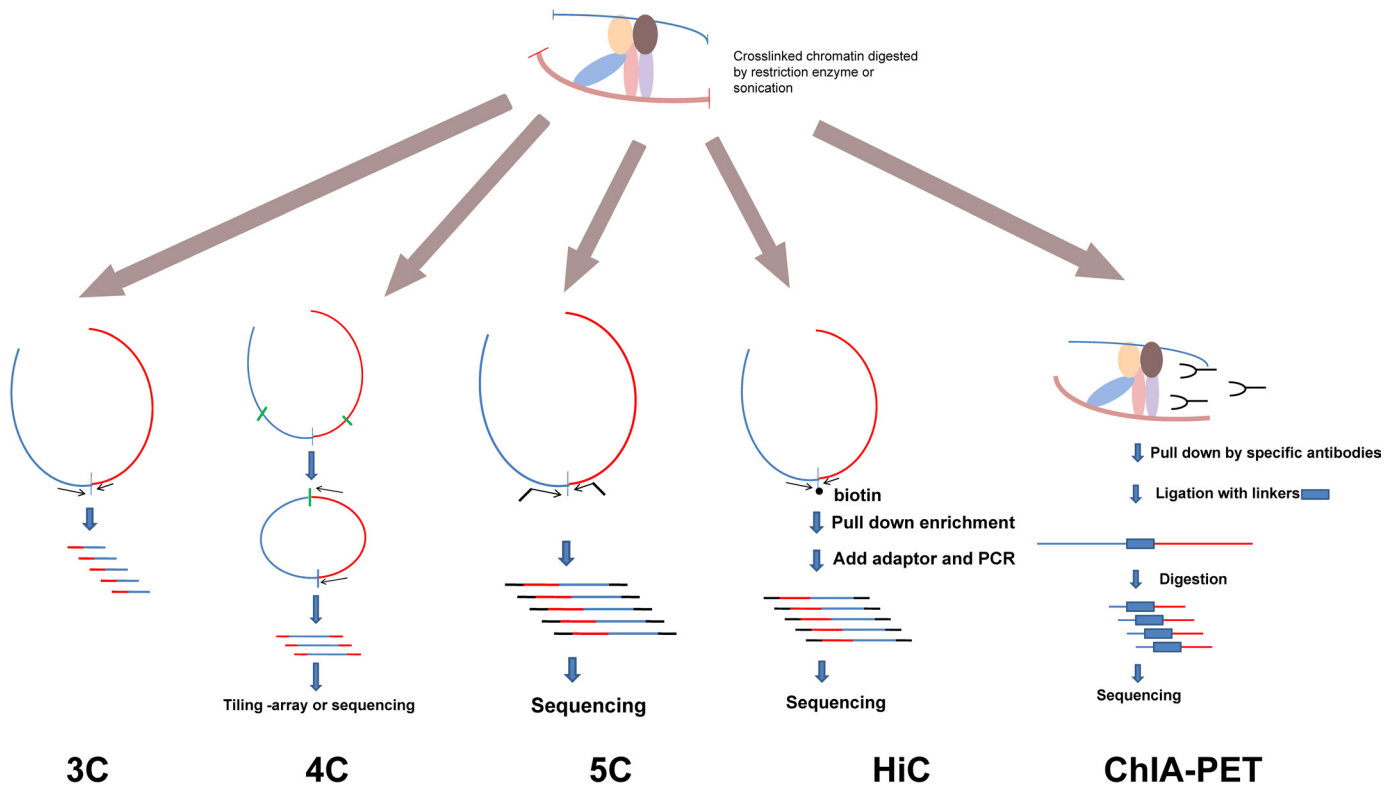 Crosslinked chromatin digested
by restriction enzyme or
sonication
Tiling -array or sequencing
Sequencing
biotin
Pull down enrichment
Add adaptor and PCR
Sequencing
Pull down by specific antibodies
Ligation with linkers
Digestion
Sequencing
3C
4C
5C
HiC
ChIA-PET